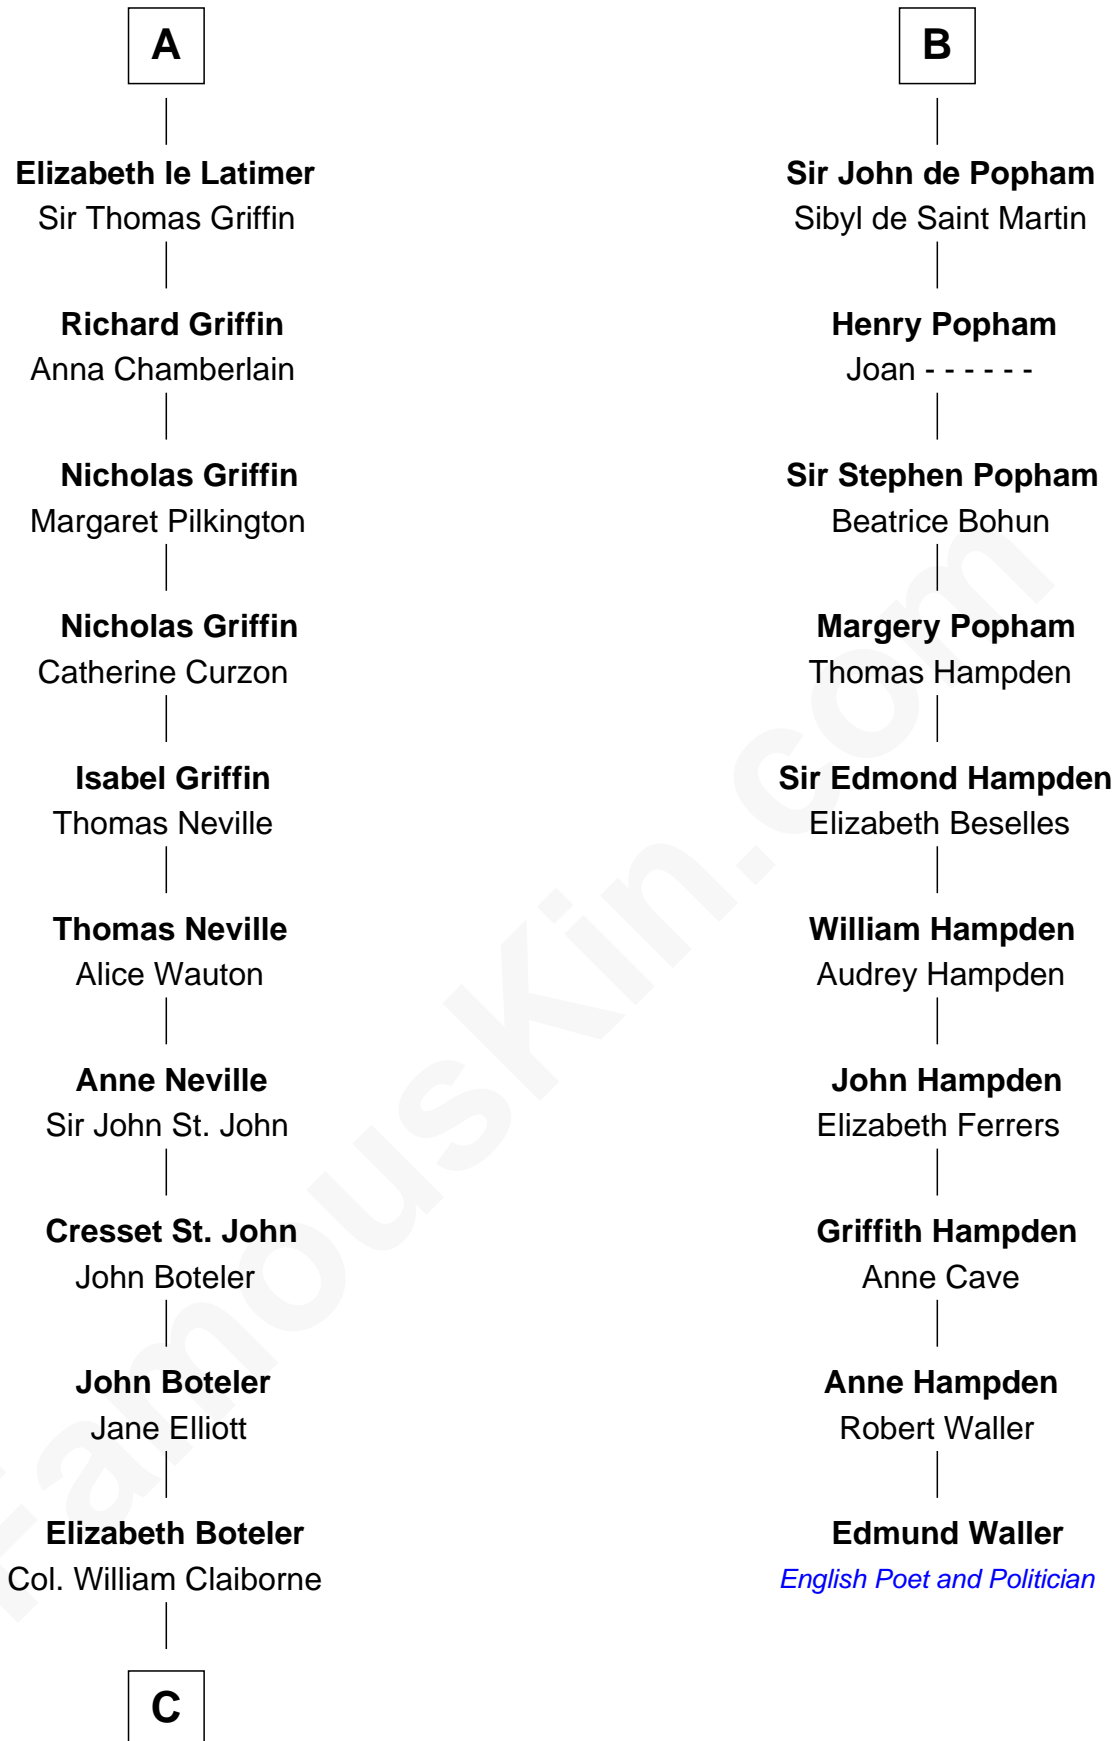 A
Elizabeth le Latimer
Sir Thomas Griffin
Richard Griffin
Anna Chamberlain
Nicholas Griffin
Margaret Pilkington
Nicholas Griffin
Catherine Curzon
Isabel Griffin
Thomas Neville
Thomas Neville
Alice Wauton
Anne Neville
Sir John St. John
Cresset St. John
John Boteler
John Boteler
Jane Elliott
Elizabeth Boteler
Col. William Claiborne
C
B
Sir John de Popham
Sibyl de Saint Martin
Henry Popham
Joan - - - - - -
Sir Stephen Popham
Beatrice Bohun
Margery Popham
Thomas Hampden
Sir Edmond Hampden
Elizabeth Beselles
William Hampden
Audrey Hampden
John Hampden
Elizabeth Ferrers
Griffith Hampden
Anne Cave
Anne Hampden
Robert Waller
Edmund Waller
English Poet and Politician
FamousKin.com